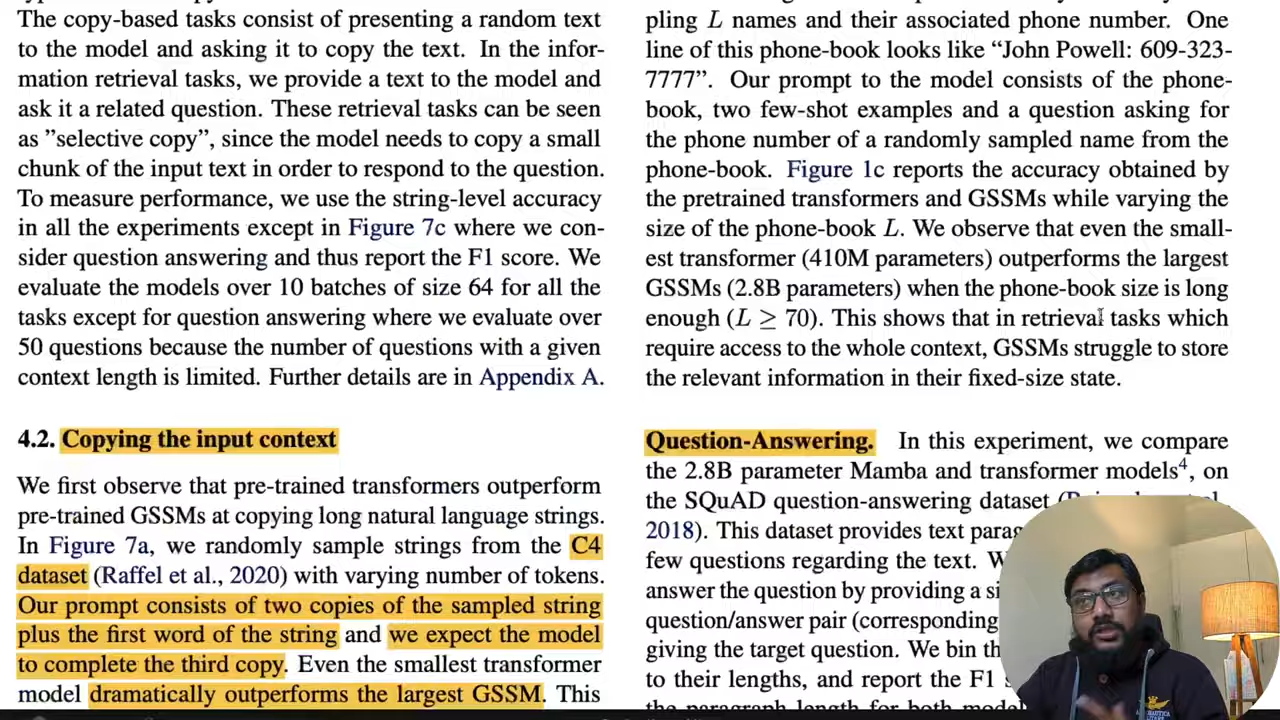 The copy-based tasks consist of presenting a random text
to the model and asking it to copy the text. In the infor-
mation retrieval tasks, we provide a text to the model and
ask it a related question. These retrieval tasks can be seen
as ”selective copy”, since the model needs to copy a small
chunk of the input text in order to respond to the question.
To measure performance, we use the string-level accuracy
in all the experiments except in Figure 7c where we con-
sider question answering and thus report the F1 score. We
evaluate the models over 10 batches of size 64 for all the
tasks except for question answering where we evaluate over
50 questions because the number of questions with a given
context length is limited. Further details are in Appendix A.
4.2. Copying the input context
We first observe that pre-trained transformers outperform
pre-trained GSSMs at copying long natural language strings.
In Figure 7a, we randomly sample strings from the C4
dataset (Raffel et al., 2020) with varying number of tokens.
Our prompt consists of two copies of the sampled string
plus the first word of the string and we expect the model
to complete the third copy. Even the smallest transformer
model dramatically outperforms the largest GSSM. This
pling L names and their associated phone number. One
line of this phone-book looks like “John Powell: 609-323-
7777”. Our prompt to the model consists of the phone-
book, two few-shot examples and a question asking for
the phone number of a randomly sampled name from the
phone-book. Figure 1c reports the accuracy obtained by
the pretrained transformers and GSSMs while varying the
size of the phone-book L. We observe that even the small-
est transformer (410M parameters) outperforms the largest
GSSMs (2.8B parameters) when the phone-book size is long
enough (L ≥ 70). This shows that in retrieval tasks which
require access to the whole context, GSSMs struggle to store
the relevant information in their fixed-size state.
Question-Answering. In this experiment, we compare
the 2.8B parameter Mamba and transformer models⁴, on
the SQuAD question-answering dataset
2018). This dataset provides text
few questions regarding the text.
answer the question by providing a
question/answer pair (corresponding
giving the target question. We bin
to their lengths, and report the F1
the paragraph length for both